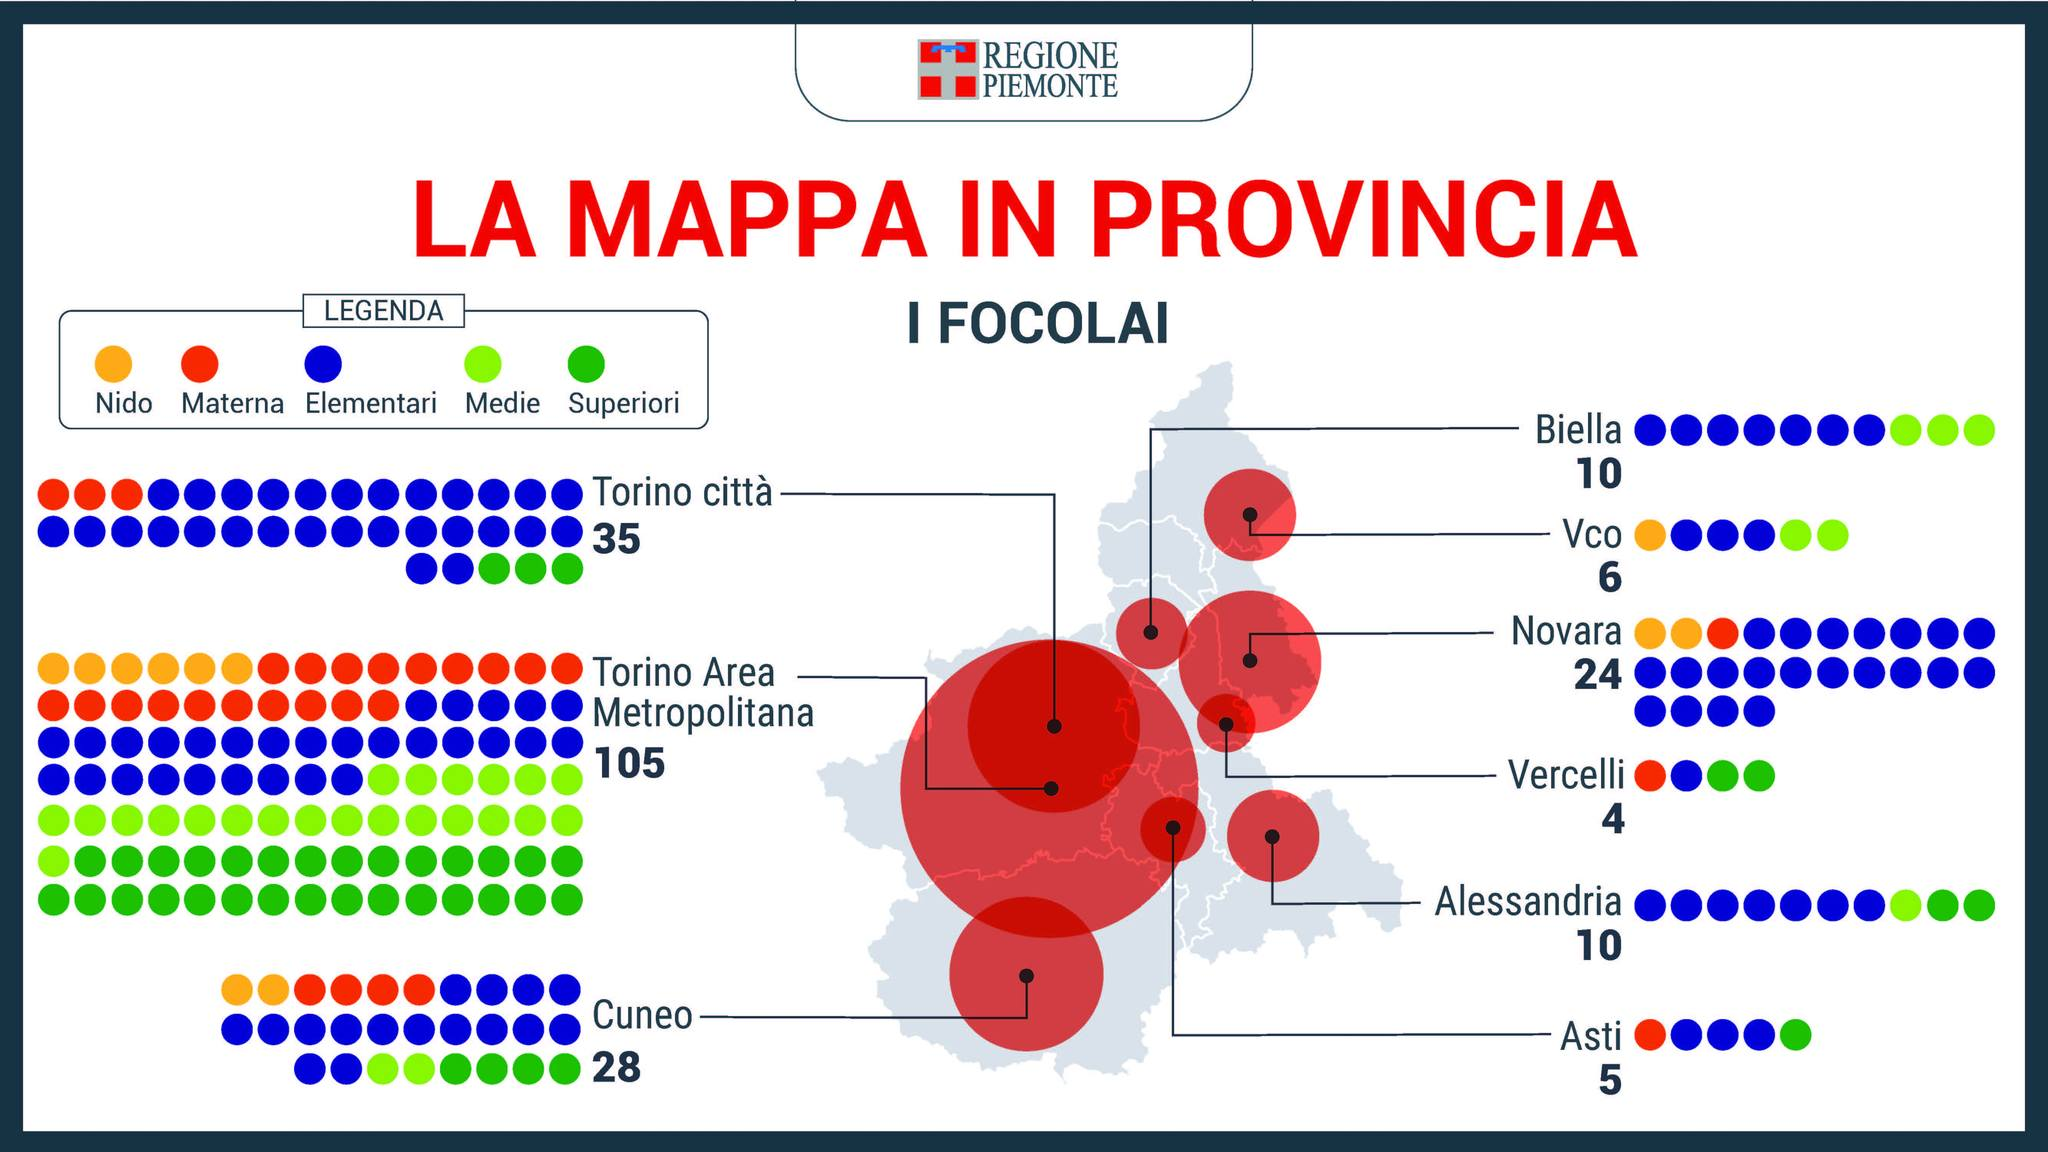 REGIONE
PIEMONTE
LA MAPPA IN PROVINCIA
I FOCOLAI
LEGENDA
Nido Materna Elementari Medie Superiori
Torino città
35
Torino Area
Metropolitana
105
Cuneo
28
Biella
10
Vco
6
Novara
24
Vercelli
4
Alessandria
10
Asti
5